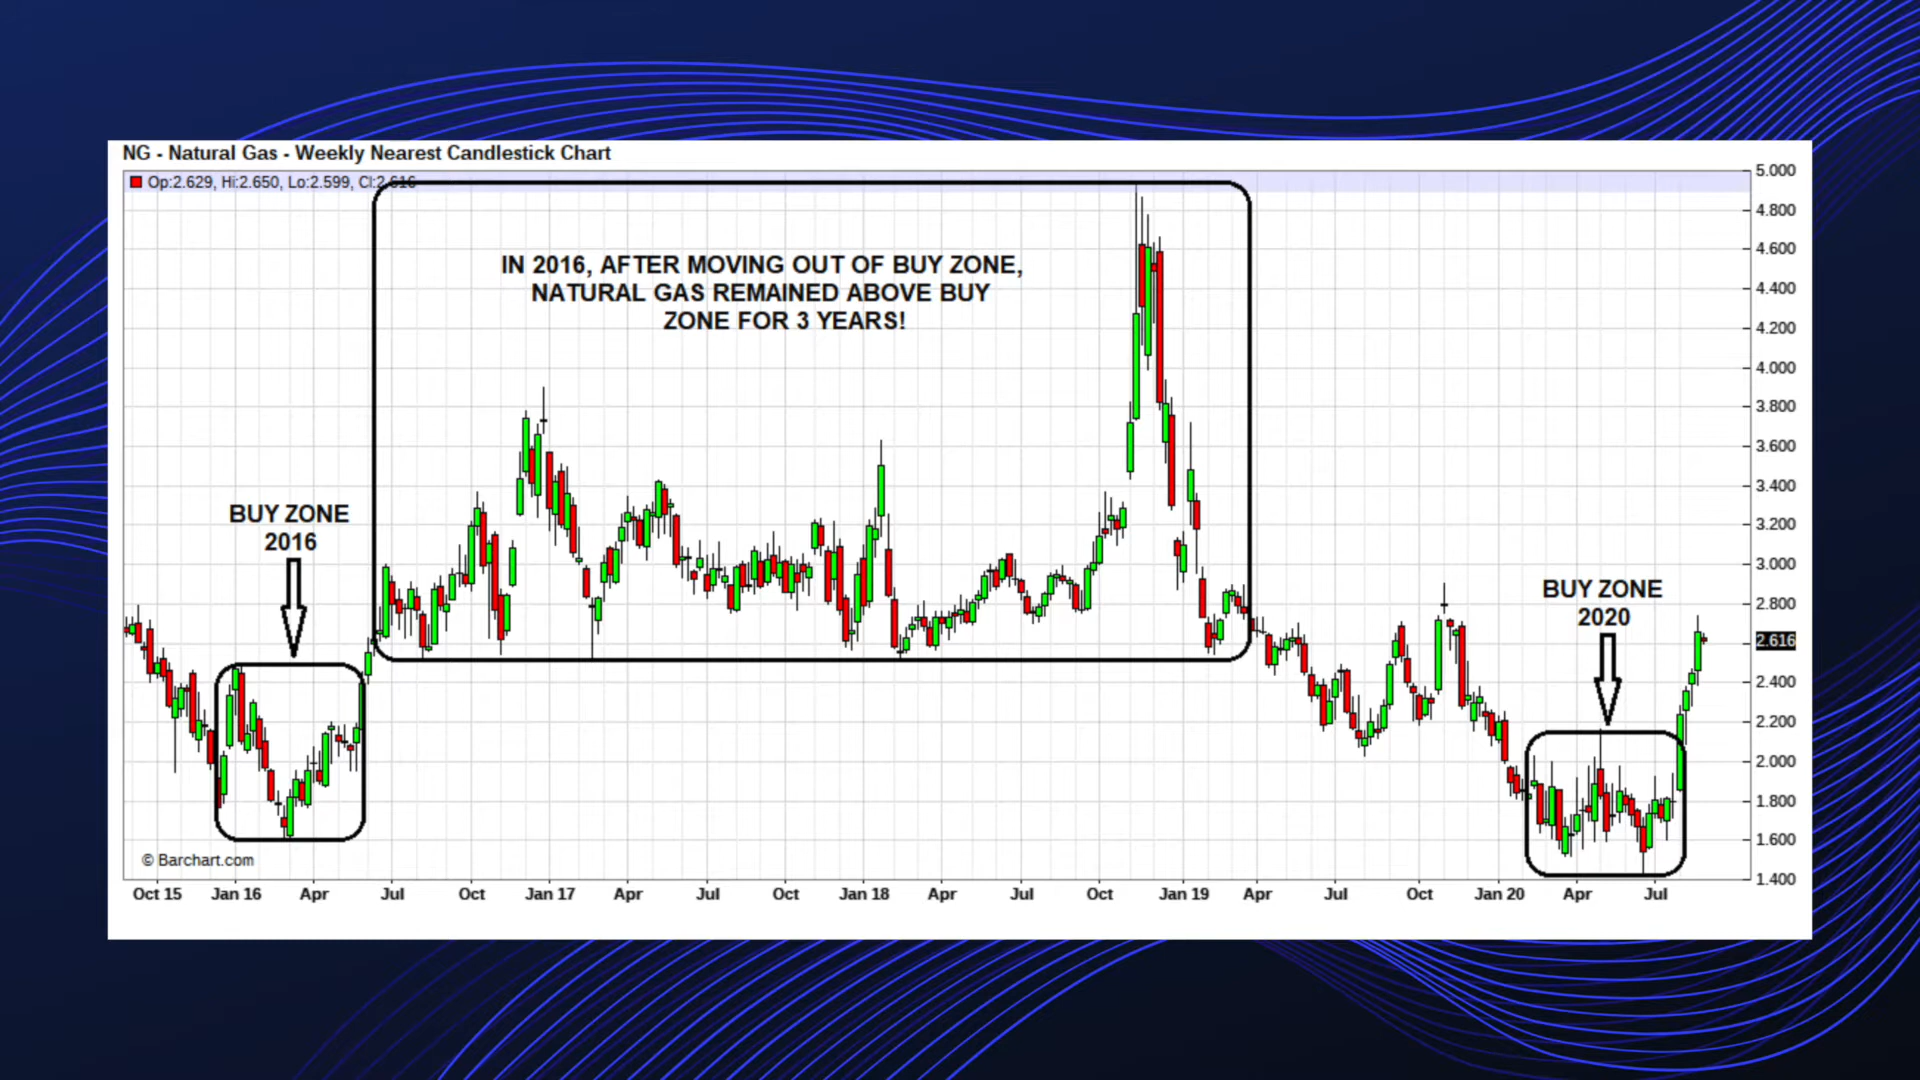 NG - Natural Gas - Weekly Nearest Candlestick Chart
Op:2.629, Hi:2.650, Lo:2.599, Cl:2.616
IN 2016, AFTER MOVING OUT OF BUY ZONE,
NATURAL GAS REMAINED ABOVE BUY
ZONE FOR 3 YEARS!
BUY ZONE
2016
BUY ZONE
2020
5.000
4.800
4.600
4.400
4.200
4.000
3.800
3.600
3.400
3.200
3.000
2.800
2.616
2.400
2.200
2.000
1.800
1.600
1.400
© Barchart.com
Oct 15 Jan 16 Apr Jul Oct Jan 17 Apr Jul Oct Jan 18 Apr Jul Oct Jan 19 Apr Jul Oct Jan 20 Apr Jul